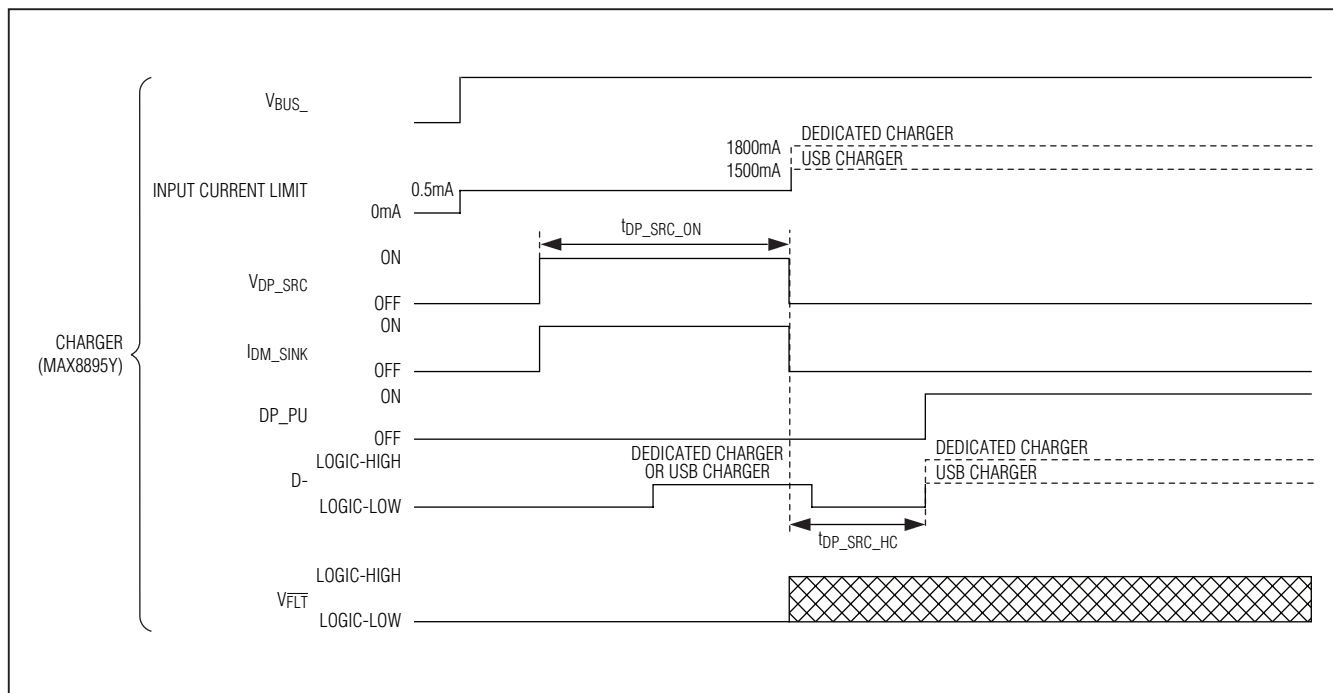 VBUS_
DEDICATED CHARGER
1800mA
USB CHARGER
1500mA
INPUT CURRENT LIMIT
0.5mA
0mA
tDP_SRC_ON
ON
VDP_SRC
OFF
ON
IDM_SINK
OFF
CHARGER
(MAX8895Y)
ON
DP_PU
OFF
DEDICATED CHARGER
OR USB CHARGER
DEDICATED CHARGER
LOGIC-HIGH
USB CHARGER
D-
LOGIC-LOW
tDP_SRC_HC
LOGIC-HIGH
VFLT
LOGIC-LOW